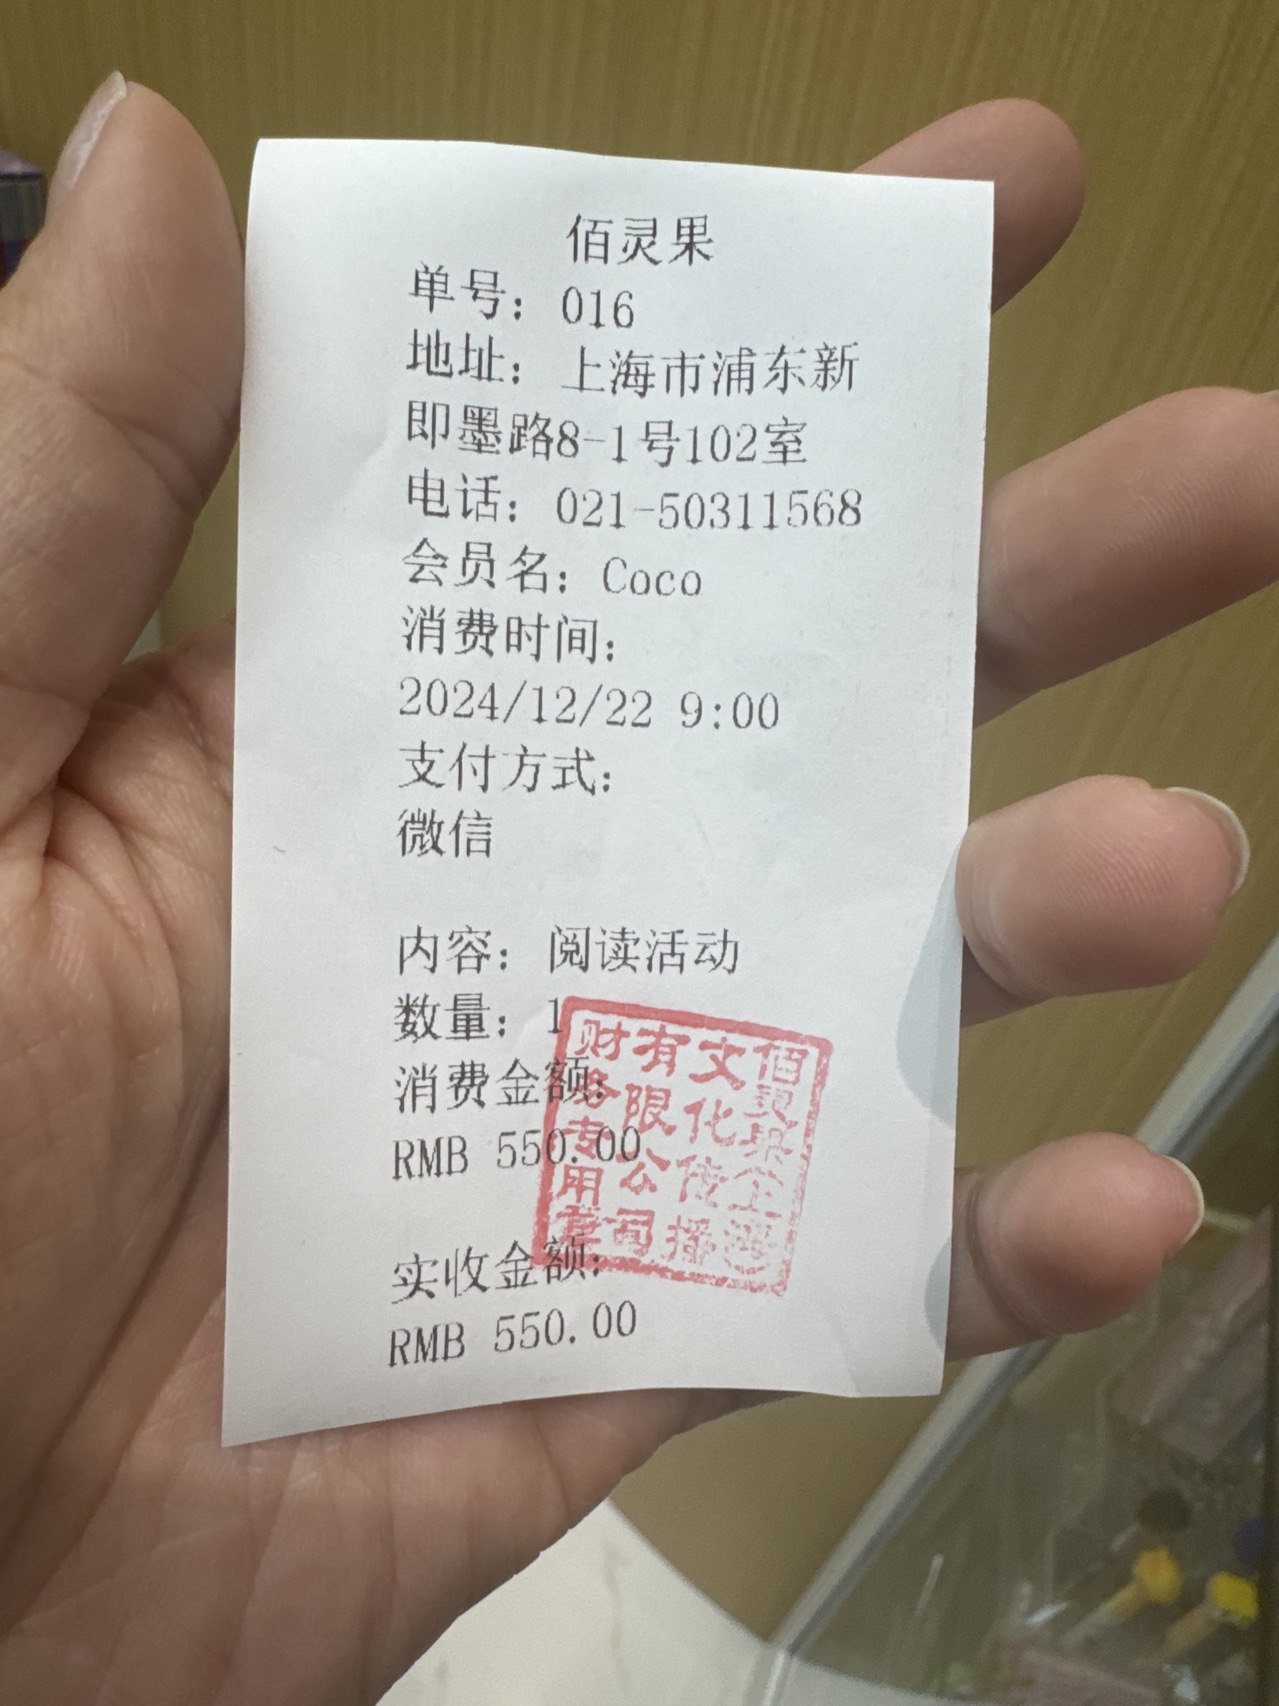 佰灵果
单号：016
地址：上海市浦东新
即墨路8-1号102室
电话：021-50311568
会员名：Coco
消费时间：
2024/12/22 9:00
支付方式：
微信
内容：阅读活动
数量：1
消费金额：
RMB 550.00
实收金额：
RMB 550.00
佰灵果企
文化传播
有限公司
财务专用章